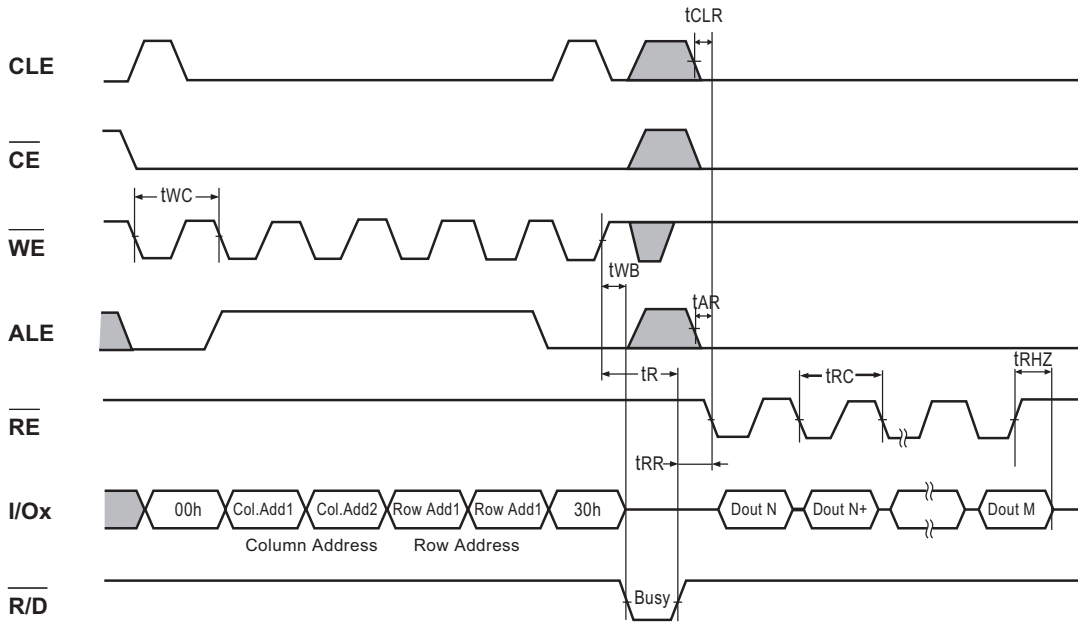 tCLR
CLE
CE
tWC
WE
tWB
tAR
ALE
tR
tRC
tRHZ
RE
tRR
I/Ox
00h
Col.Add1
Col.Add2
Row Add1
Row Add1
30h
Dout N
Dout N+
Dout M
Column Address
Row Address
R/D
Busy